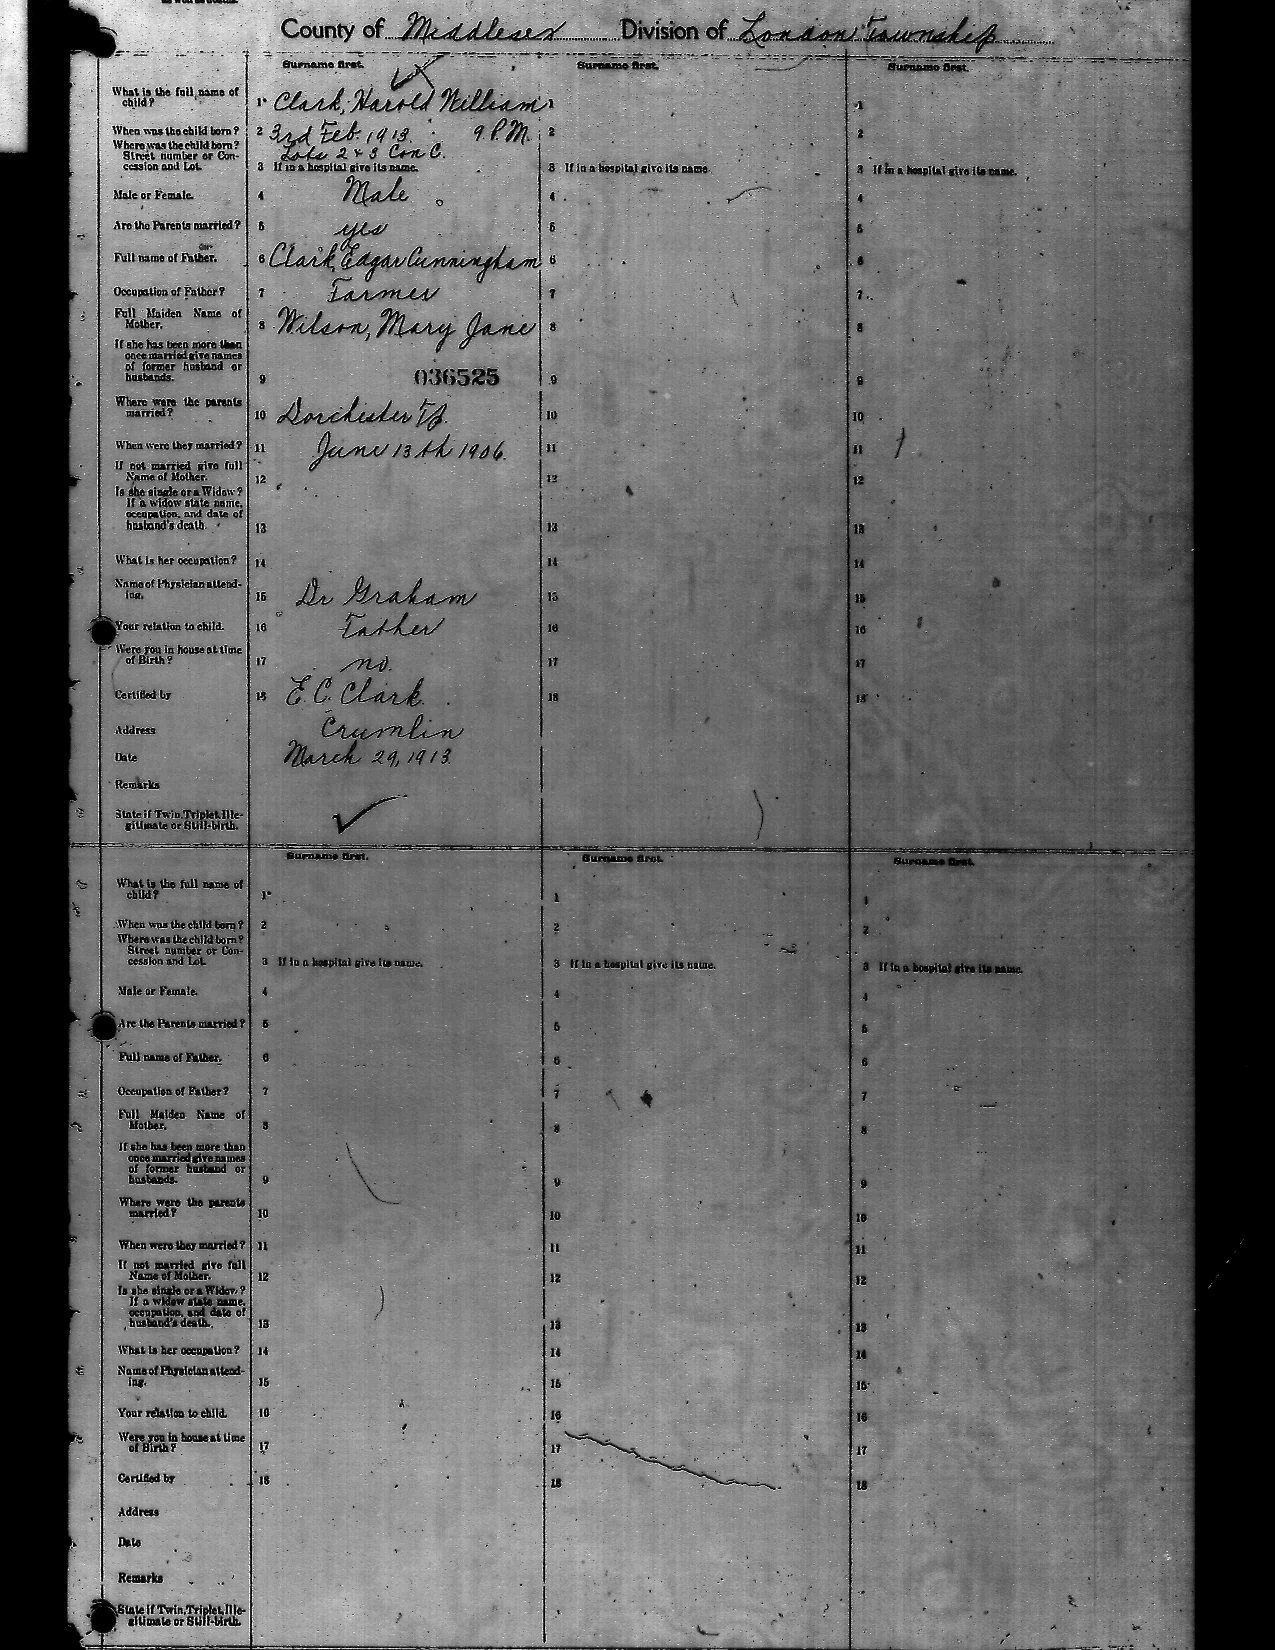 County of Middlesex Division of London Township
Surname first. Surname first. Surname first.
What is the full name of
child? 1 Clark, Harold William 1 1
When was the child born? 2 3rd Feb. 1913. 9 P.M. 2 2
Where was the child born?
Street number or Con-
cession and Lot. Lots 2 & 3 Con C.
3 If in a hospital give its name. 3 If in a hospital give its name. 3 If in a hospital give its name.
Male or Female. 4 Male 4 4
Are the Parents married? 5 yes 5 5
Full name of Father. 6 Clark, Edgar Cunningham 6 6
Occupation of Father? 7 Farmer 7 7
Full Maiden Name of
Mother. 8 Wilson, Mary Jane 8 8
If she has been more than
once married give names
of former husband or
husbands. 9 036525 9 9
Where were the parents
married? 10 Dorchester Tp. 10 10
When were they married? 11 June 13th 1906. 11 11
If not married give full
Name of Mother. 12 12 12
Is she single or a Widow?
If a widow state name,
occupation, and date of
husband's death. 13 13 13
What is her occupation? 14 14 14
Name of Physician attend-
ing. 15 Dr Graham 15 15
Your relation to child. 16 Father 16 16
Were you in house at time
of Birth? 17 no. 17 17
Certified by 18 E. C. Clark. 18 18
Address Crumlin
Date March 29, 1913.
Remarks
State if Twin, Triplet, Ille-
gitimate or Still-birth.
Surname first. Surname first. Surname first.
What is the full name of
child? 1 1 1
When was the child born? 2 2 2
Where was the child born?
Street number or Con-
cession and Lot. 3 If in a hospital give its name. 3 If in a hospital give its name. 3 If in a hospital give its name.
Male or Female. 4 4 4
Are the Parents married? 5 5 5
Full name of Father. 6 6 6
Occupation of Father? 7 7 7
Full Maiden Name of
Mother. 8 8 8
If she has been more than
once married give names
of former husband or
husbands. 9 9 9
Where were the parents
married? 10 10 10
When were they married? 11 11 11
If not married give full
Name of Mother. 12 12 12
Is she single or a Widow?
If a widow state name,
occupation, and date of
husband's death. 13 13 13
What is her occupation? 14 14 14
Name of Physician attend-
ing. 15 15 15
Your relation to child. 16 16 16
Were you in house at time
of Birth? 17 17 17
Certified by 18 18 18
Address
Date
Remarks
State if Twin, Triplet, Ille-
gitimate or Still-birth.